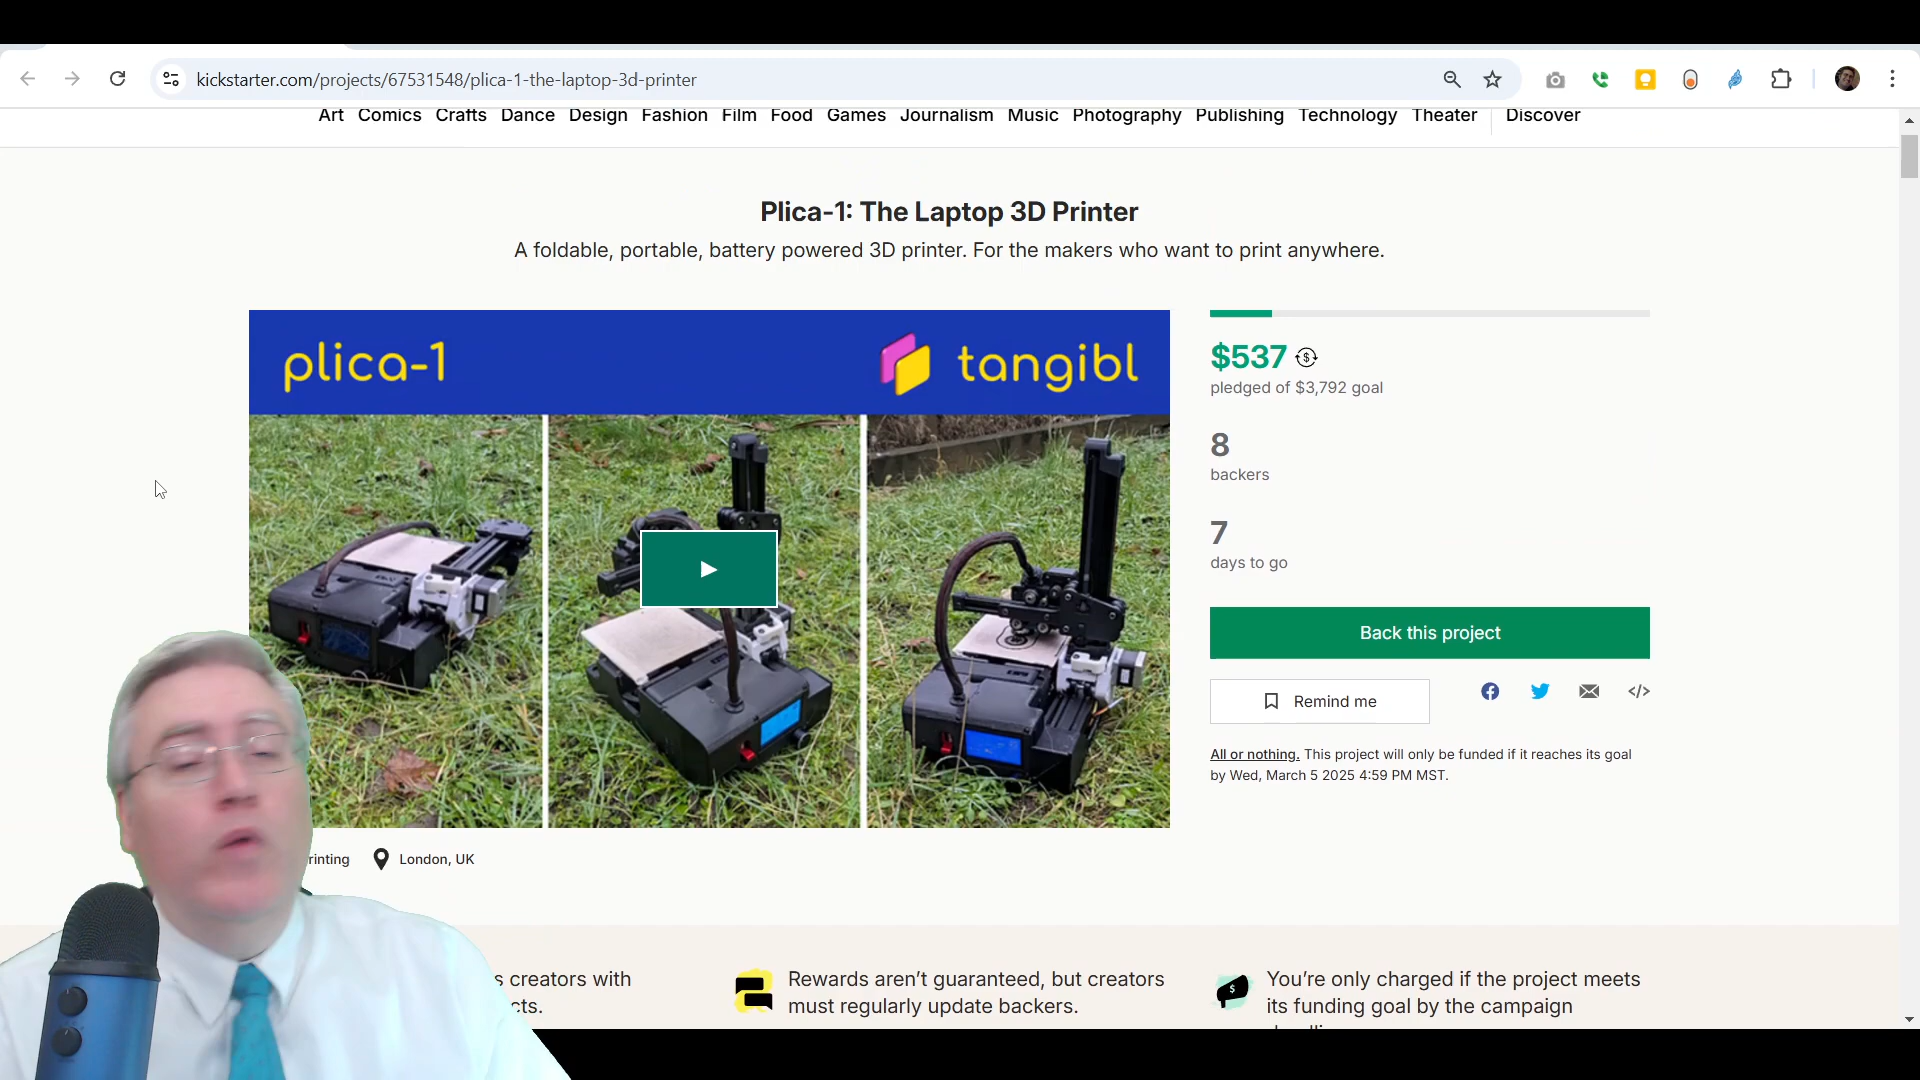 kickstarter.com/projects/67531548/plica-1-the-laptop-3d-printer
Art Comics Crafts Dance Design Fashion Film Food Games Journalism Music Photography Publishing Technology Theater Discover
Plica-1: The Laptop 3D Printer
A foldable, portable, battery powered 3D printer. For the makers who want to print anywhere.
plica-1
tangibl
$537
pledged of $3,792 goal
8
backers
7
days to go
Back this project
Remind me
All or nothing. This project will only be funded if it reaches its goal
by Wed, March 5 2025 4:59 PM MST.
London, UK
creators with
Rewards aren't guaranteed, but creators
must regularly update backers.
You're only charged if the project meets
its funding goal by the campaign